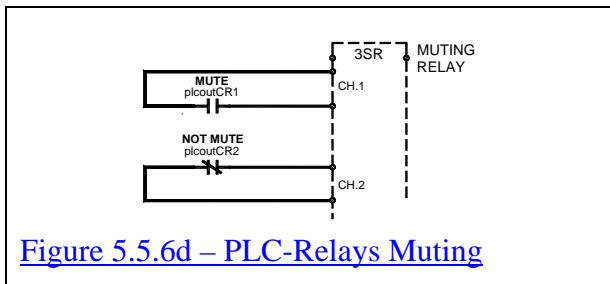 3SR
MUTING
RELAY
MUTE
plcoutCR1
CH.1
NOT MUTE
plcoutCR2
CH.2
Figure 5.5.6d – PLC-Relays Muting